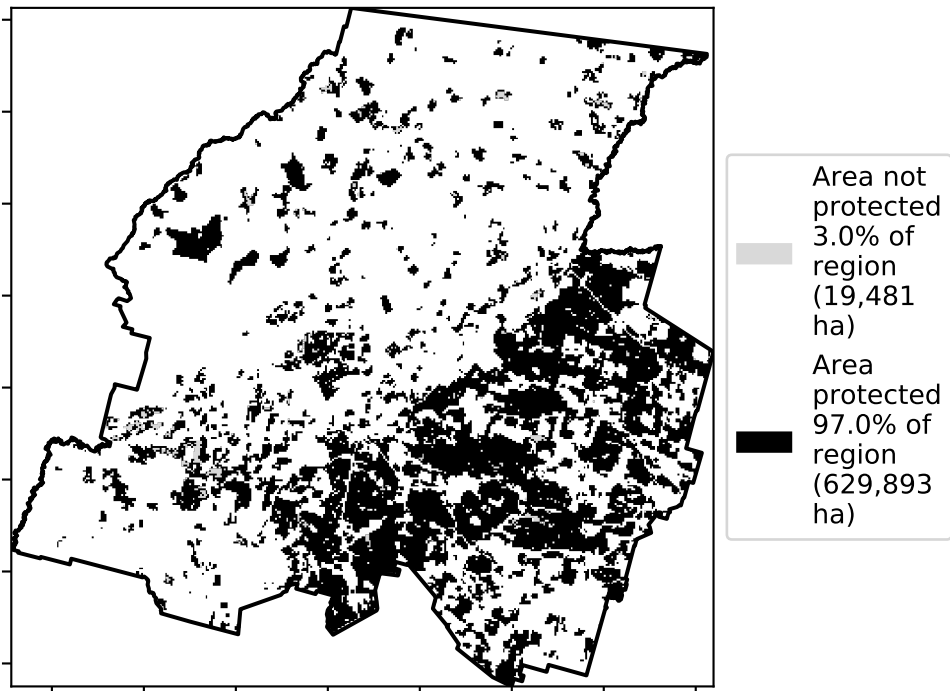 Area not
protected
3.0% of
region
(19,481
ha)
Area
protected
97.0% of
region
(629,893
ha)